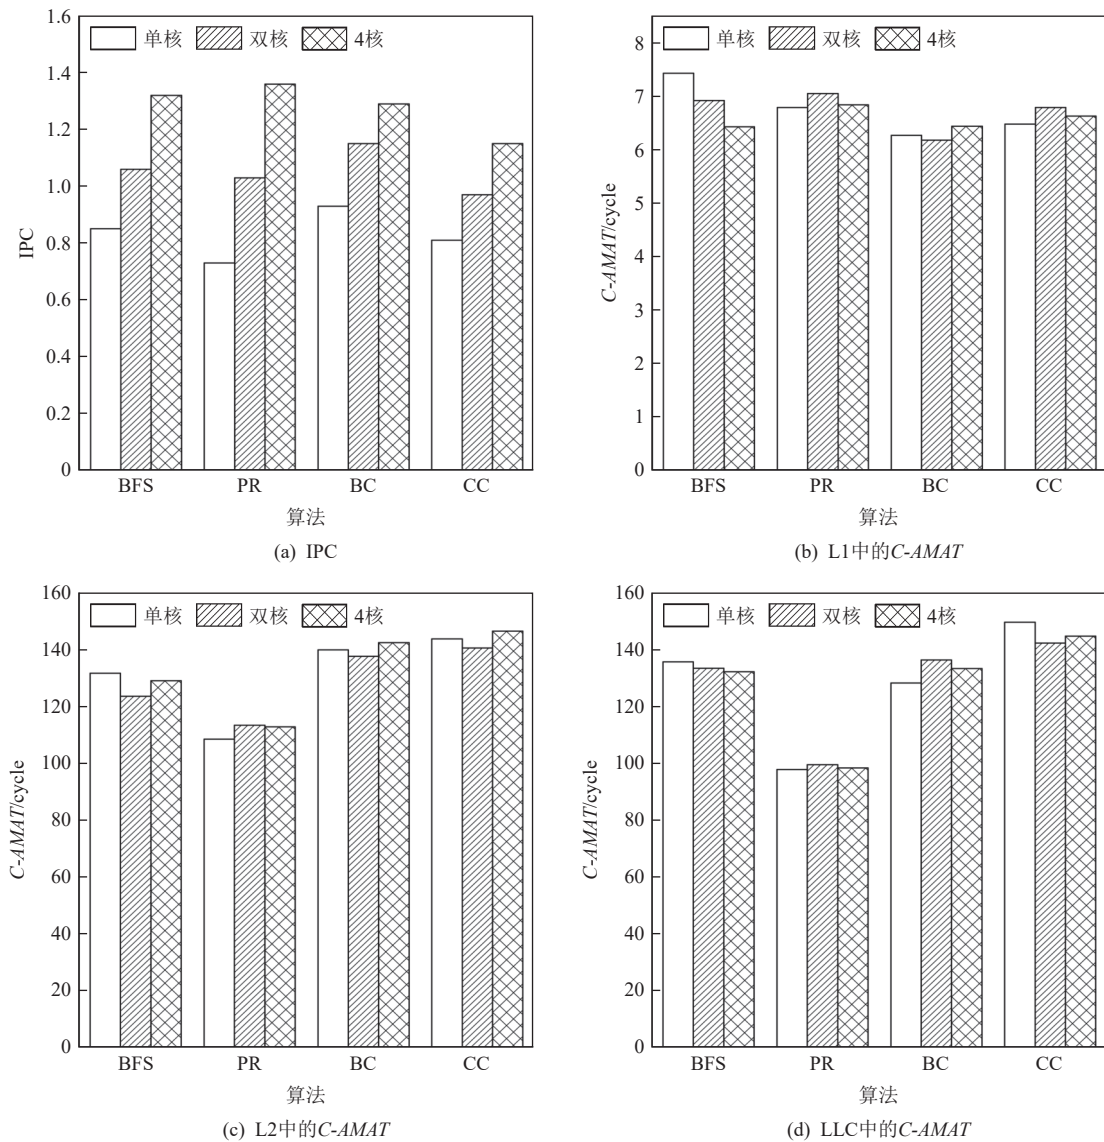 1.6
1.4
1.2
1.0
0.8
0.6
0.4
0.2
0
IPC
单核 双核 4核
BFS PR BC CC
算法
(a) IPC
8
7
6
5
4
3
2
1
0
C-AMAT/cycle
单核 双核 4核
BFS PR BC CC
算法
(b) L1中的C-AMAT
160
140
120
100
80
60
40
20
0
C-AMAT/cycle
单核 双核 4核
BFS PR BC CC
算法
(c) L2中的C-AMAT
160
140
120
100
80
60
40
20
0
C-AMAT/cycle
单核 双核 4核
BFS PR BC CC
算法
(d) LLC中的C-AMAT